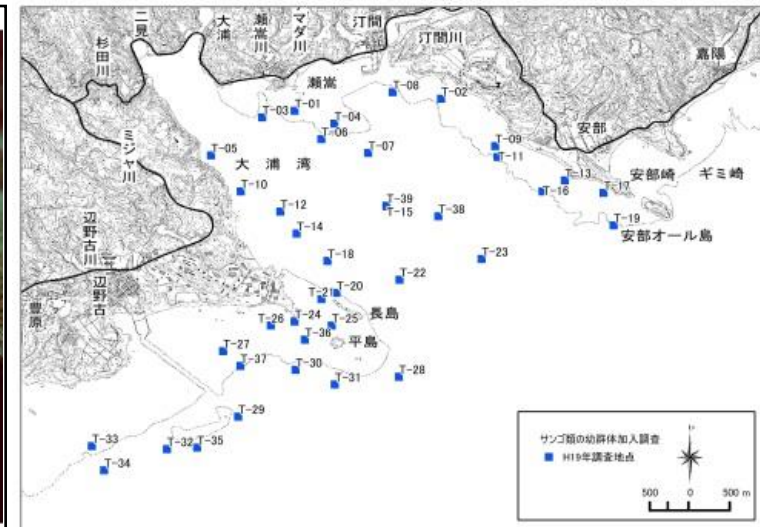 二見
杉田川
大浦
瀬嵩川
マダ川
汀間
汀間川
嘉陽
瀬嵩
T-08
T-02
T-01
T-03
T-04
T-06
T-07
T-09
T-11
安部
ミジャ川
T-05
大浦湾
T-10
T-13
安部崎
ギミ崎
T-16
T-17
T-12
T-39
T-15
T-38
T-19
安部オール島
T-14
T-18
T-23
T-22
辺野古川
辺野古
豊原
T-21
T-20
長島
T-24
T-25
T-26
T-36
平島
T-27
T-37
T-30
T-31
T-28
T-29
T-33
T-32
T-35
T-34
サンゴ類の幼群体加入調査
H19年調査地点
500 0 500 m